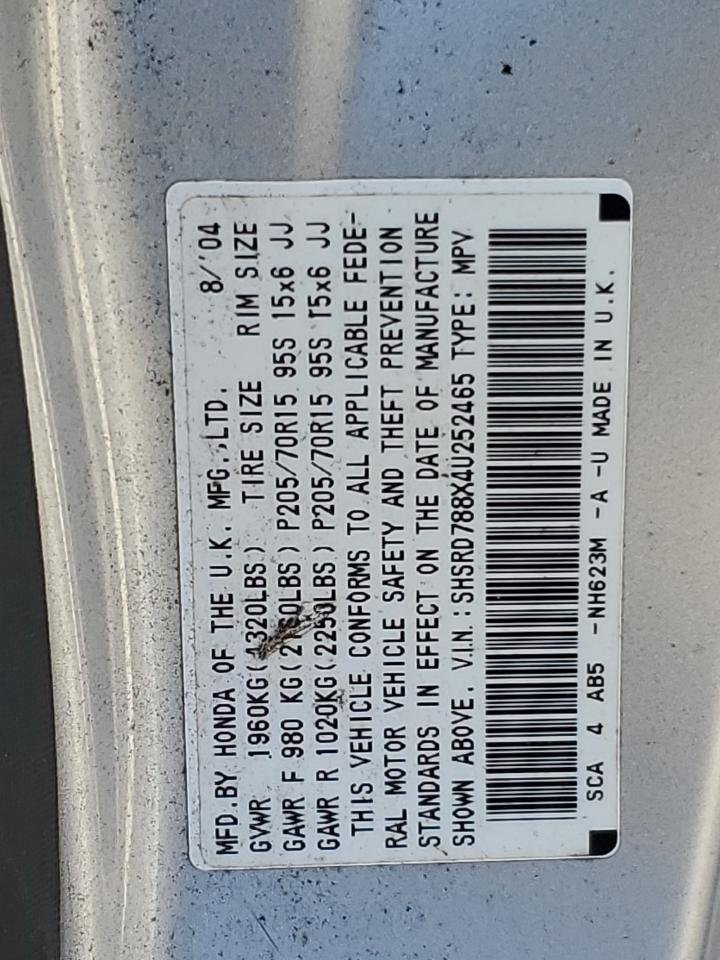 MFD. BY HONDA OF THE U.K. MFG., LTD. 8/'04
GVWR 1960KG( 4320LBS) TIRE SIZE RIM SIZE
GAWR F 980 KG( LBS) P205/70R15 95S 15x6 JJ
GAWR R 1020KG( 2250LBS) P205/70R15 95S 15x6 JJ
THIS VEHICLE CONFORMS TO ALL APPLICABLE FEDE-
RAL MOTOR VEHICLE SAFETY AND THEFT PREVENTION
STANDARDS IN EFFECT ON THE DATE OF MANUFACTURE
SHOWN ABOVE. V.I.N. : SHSRD788X4U252465 TYPE: MPV
SCA 4 AB5 -NH623M -A -U MADE IN U.K.